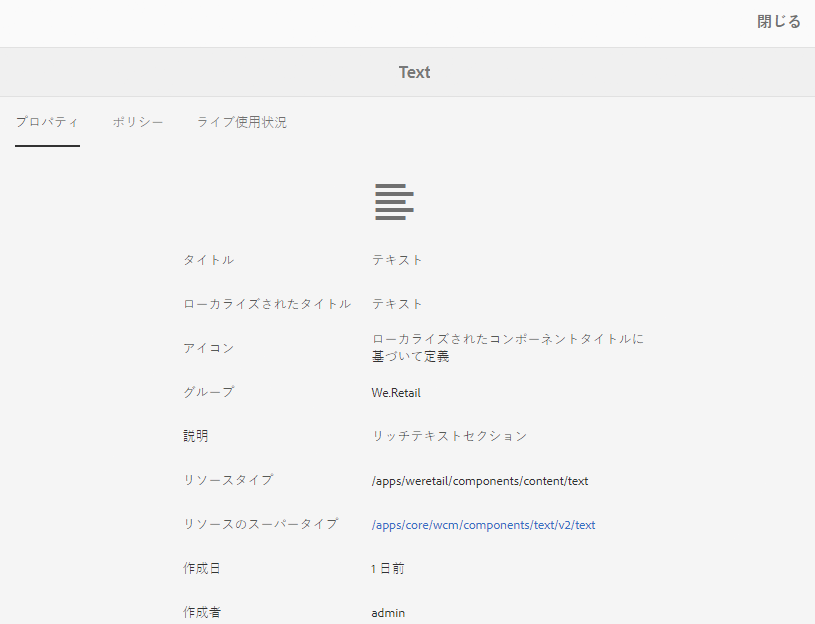 閉じる
Text
プロパティ ポリシー ライブ使用状況
タイトル テキスト
ローカライズされたタイトル テキスト
アイコン ローカライズされたコンポーネントタイトルに
基づいて定義
グループ We.Retail
説明 リッチテキストセクション
リソースタイプ /apps/weretail/components/content/text
リソースのスーパータイプ /apps/core/wcm/components/text/v2/text
作成日 1 日前
作成者 admin